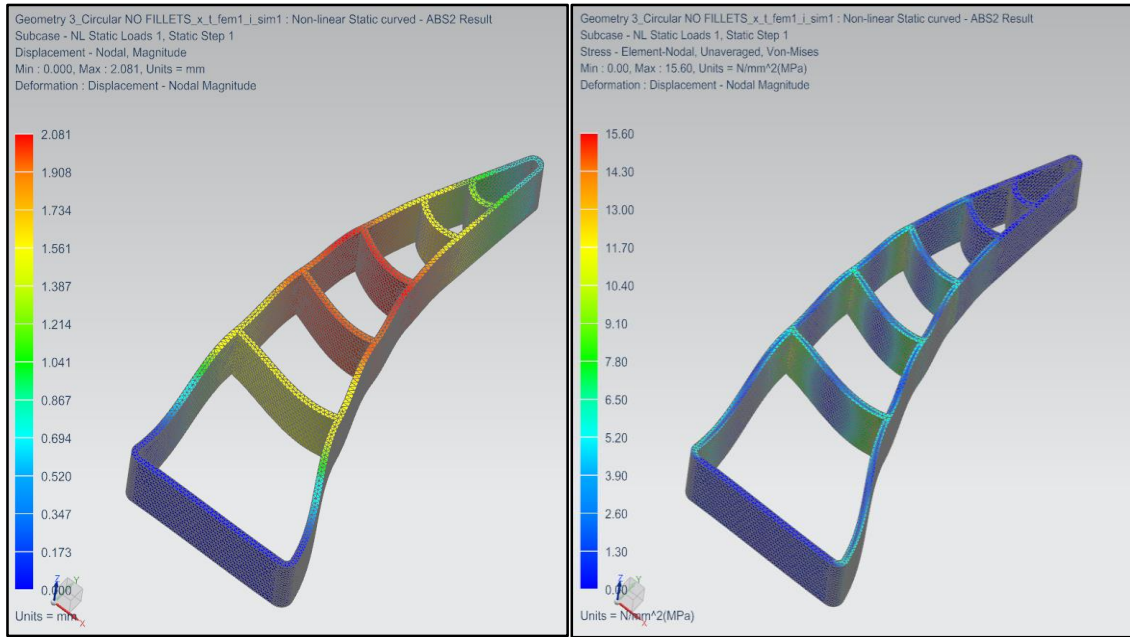 Geometry 3_Circular NO FILLETS_x_t_fem1_i_sim1 : Non-linear Static curved - ABS2 Result
Subcase - NL Static Loads 1, Static Step 1
Displacement - Nodal, Magnitude
Min : 0.000, Max : 2.081, Units = mm
Deformation : Displacement - Nodal Magnitude
2.081
1.908
1.734
1.561
1.387
1.214
1.041
0.867
0.694
0.520
0.347
0.173
0.000
Z
Y
X
Units = mm
Geometry 3_Circular NO FILLETS_x_t_fem1_i_sim1 : Non-linear Static curved - ABS2 Result
Subcase - NL Static Loads 1, Static Step 1
Stress - Element-Nodal, Unaveraged, Von-Mises
Min : 0.00, Max : 15.60, Units = N/mm^2(MPa)
Deformation : Displacement - Nodal Magnitude
15.60
14.30
13.00
11.70
10.40
9.10
7.80
6.50
5.20
3.90
2.60
1.30
0.00
Z
Y
X
Units = N/mm^2(MPa)